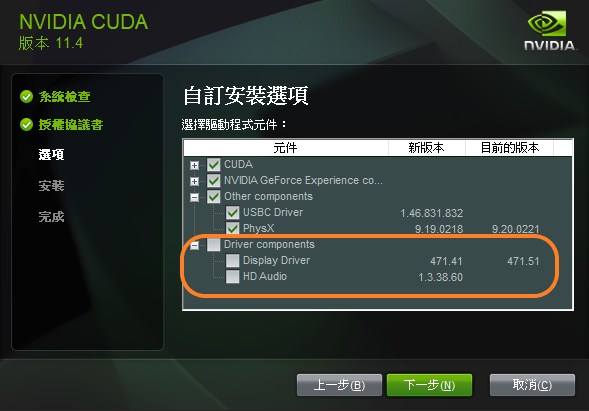 NVIDIA CUDA
版本 11.4
NVIDIA.
系統檢查
授權協議書
選項
安裝
完成
自訂安裝選項
選擇驅動程式元件：
元件 新版本 目前的版本
CUDA
NVIDIA GeForce Experience co...
Other components
USBC Driver 1.46.831.832
PhysX 9.19.0218 9.20.0221
Driver components
Display Driver 471.41 471.51
HD Audio 1.3.38.60
上一步(B) 下一步(N) 取消(C)